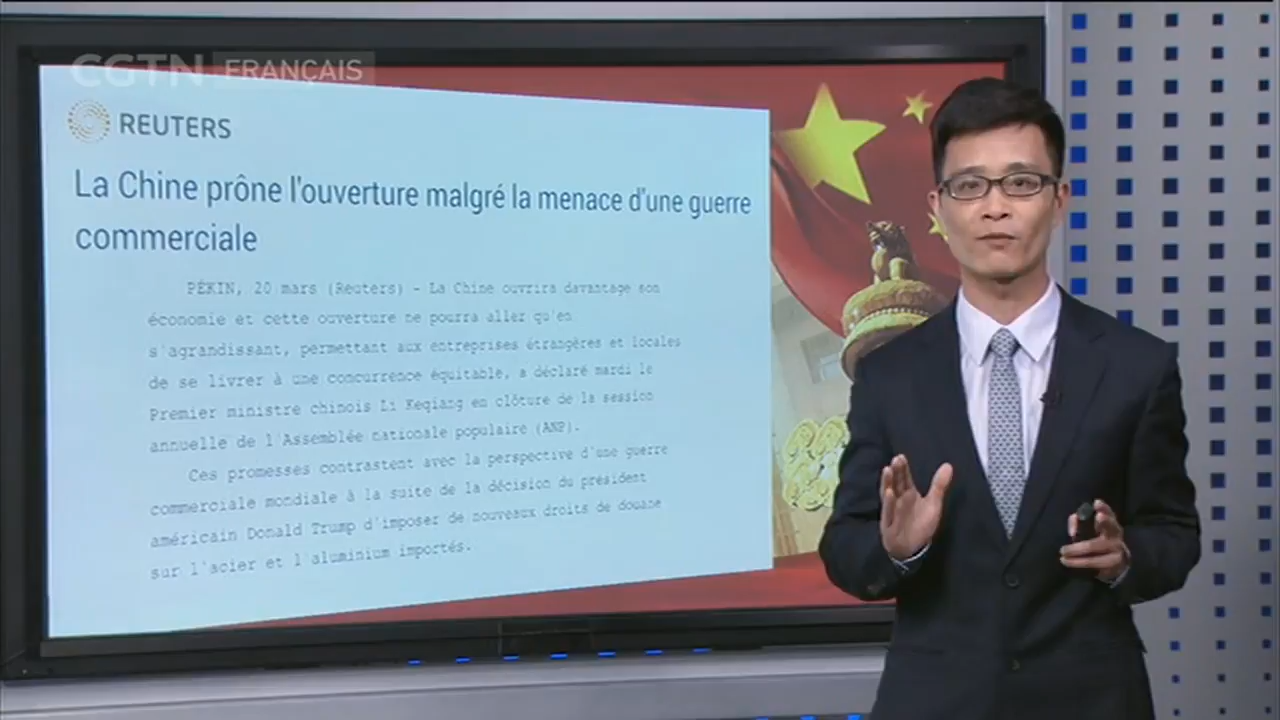 CGTN FRANÇAIS
REUTERS
La Chine prône l'ouverture malgré la menace d'une guerre
commerciale
PÉKIN, 20 mars (Reuters) - La Chine ouvrira davantage son
économie et cette ouverture ne pourra aller qu'en
s'agrandissant, permettant aux entreprises étrangères et locales
de se livrer à une concurrence équitable, a déclaré mardi le
Premier ministre chinois Li Keqiang en clôture de la session
annuelle de l'Assemblée nationale populaire (ANP).
Ces promesses contrastent avec la perspective d'une guerre
commerciale mondiale à la suite de la décision du président
américain Donald Trump d'imposer de nouveaux droits de douane
sur l'acier et l'aluminium importés.